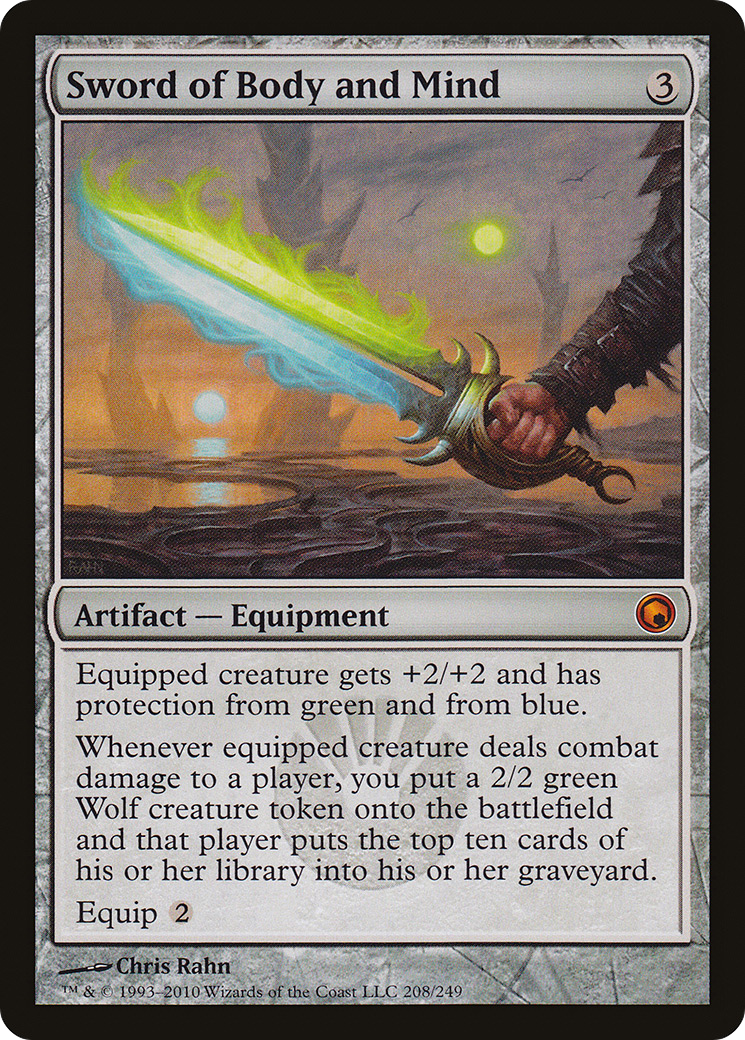 Sword of Body and Mind 3
RAHN
Artifact — Equipment
Equipped creature gets +2/+2 and has
protection from green and from blue.
Whenever equipped creature deals combat
damage to a player, you put a 2/2 green
Wolf creature token onto the battlefield
and that player puts the top ten cards of
his or her library into his or her graveyard.
Equip 2
Chris Rahn
™ & © 1993–2010 Wizards of the Coast LLC 208/249